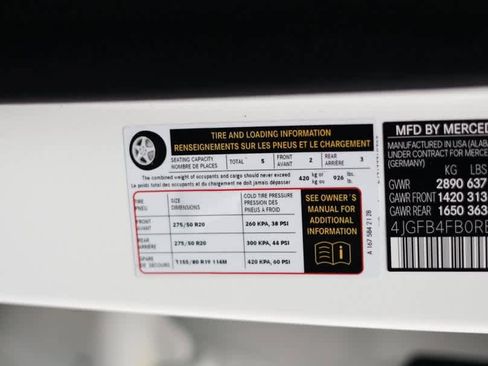 TIRE AND LOADING INFORMATION
RENSEIGNEMENTS SUR LES PNEUS ET LE CHARGEMENT
SEATING CAPACITY
NOMBRE DE PLACES
TOTAL 5
FRONT
AVANT
2
REAR
ARRIÈRE
3
The combined weight of occupants and cargo should never exceed
Le poids total des occupants et du chargement ne doit jamais dépasser
420 kg or
kg ou
926 lbs.
lb.
TIRE
PNEU
SIZE
DIMENSIONS
COLD TIRE PRESSURE
PRESSION DES
PNEUS À FROID
FRONT
AVANT
275/50 R20
260 KPA, 38 PSI
REAR
ARRIÈRE
275/50 R20
300 KPA, 44 PSI
SPARE
DE SECOURS
T155/80 R19 114M
420 KPA, 60 PSI
SEE OWNER'S
MANUAL FOR
ADDITIONAL
INFORMATION
A 167 584 21 28
MFD BY MERCED
MANUFACTURED IN USA (ALAB
UNDER CONTRACT FOR MERCE
(GERMANY)
KG LBS
GVWR 2890 637
GAWR FRONT 1420 313
GAWR REAR 1650 363
4JGFB4FB0R